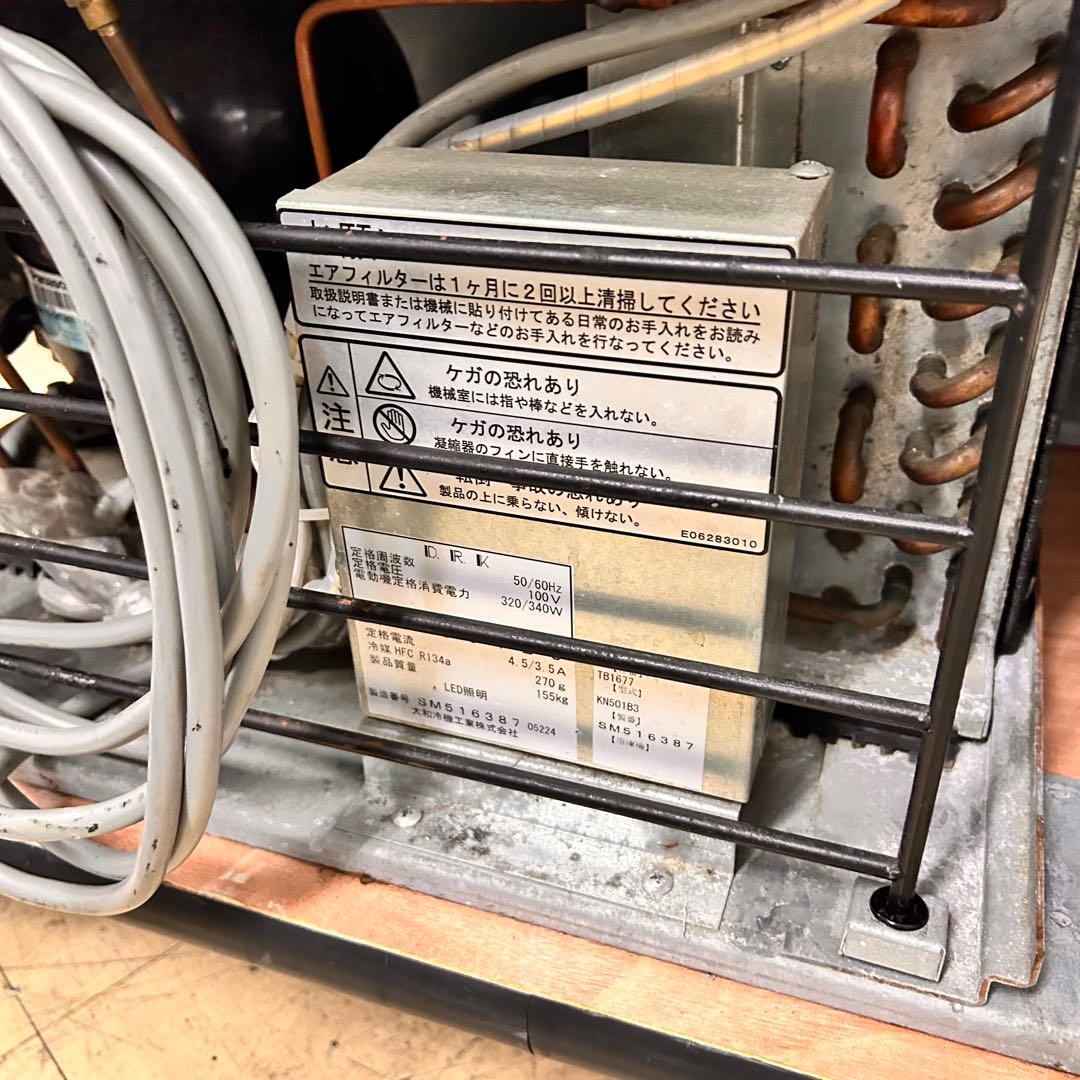 エアフィルターは1ヶ月に2回以上清掃してください
取扱説明書または機械に貼り付けてある日常のお手入れをお読み
になってエアフィルターなどのお手入れを行なってください。
注
ケガの恐れあり
機械室には指や棒などを入れない。
ケガの恐れあり
凝縮器のフィンに直接手を触れない。
製品の上に乗らない、傾けない。
E06283010
D.R.K
定格周波数 50/60Hz
定格電圧 100V
電動機定格消費電力 320/340W
定格電流 4.5/3.5A
冷媒 HFC R134a 270g
製品質量 155kg
LED照明
製造番号 SM516387 05224
大和冷機工業株式会社
TB1677
【型式】
KN501B3
【製番】
SM516387
【冷凍機】